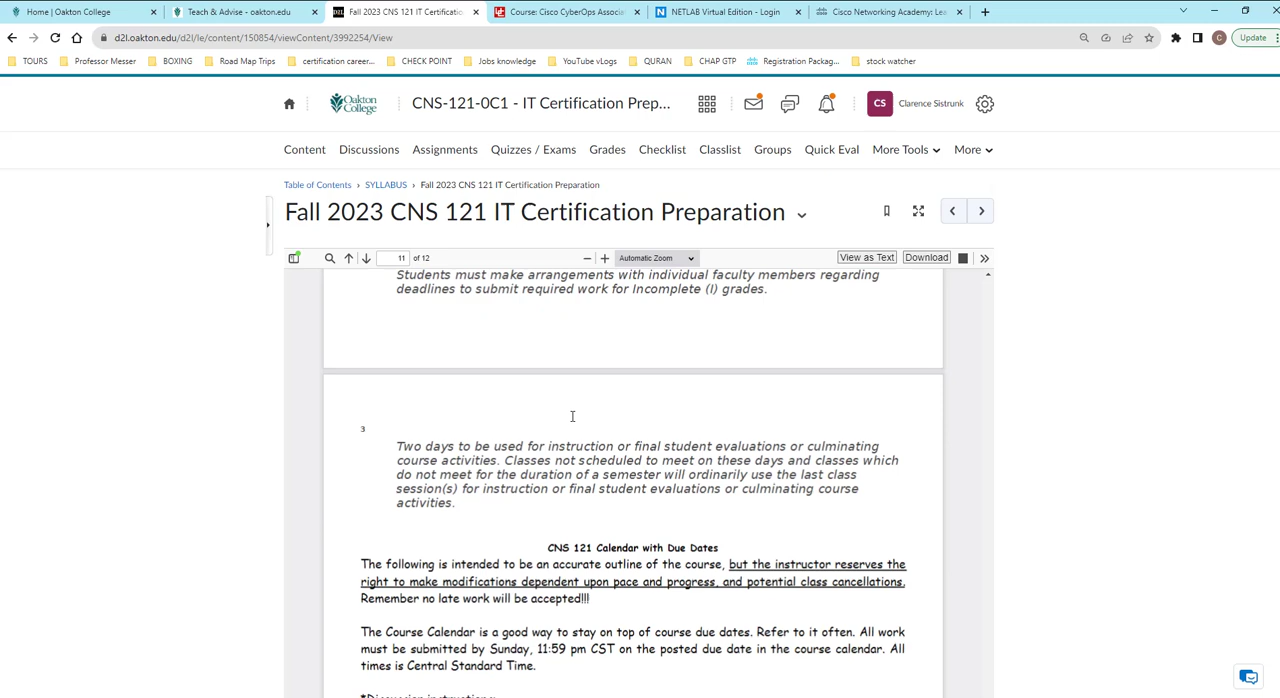 Home | Oakton College
Teach & Advise - oakton.edu
Fall 2023 CNS 121 IT Certificatio
Course: Cisco CyberOps Associa
NETLAB Virtual Edition - Login
Cisco Networking Academy: Lea
d2l.oakton.edu/d2l/le/content/150854/viewContent/3992254/View
C
Update
TOURS
Professor Messer
BOXING
Road Map Trips
certification career...
CHECK POINT
Jobs knowledge
YouTube vLogs
QURAN
CHAP GTP
Registration Packag...
stock watcher
Oakton College
CNS-121-0C1 - IT Certification Prep...
CS
Clarence Sistrunk
Content
Discussions
Assignments
Quizzes / Exams
Grades
Checklist
Classlist
Groups
Quick Eval
More Tools
More
Table of Contents › SYLLABUS › Fall 2023 CNS 121 IT Certification Preparation
Fall 2023 CNS 121 IT Certification Preparation
11 of 12
Automatic Zoom
View as Text
Download
Students must make arrangements with individual faculty members regarding
deadlines to submit required work for Incomplete (I) grades.
3
Two days to be used for instruction or final student evaluations or culminating
course activities. Classes not scheduled to meet on these days and classes which
do not meet for the duration of a semester will ordinarily use the last class
session(s) for instruction or final student evaluations or culminating course
activities.
CNS 121 Calendar with Due Dates
The following is intended to be an accurate outline of the course, but the instructor reserves the
right to make modifications dependent upon pace and progress, and potential class cancellations.
Remember no late work will be accepted!!!
The Course Calendar is a good way to stay on top of course due dates. Refer to it often. All work
must be submitted by Sunday, 11:59 pm CST on the posted due date in the course calendar. All
times is Central Standard Time.